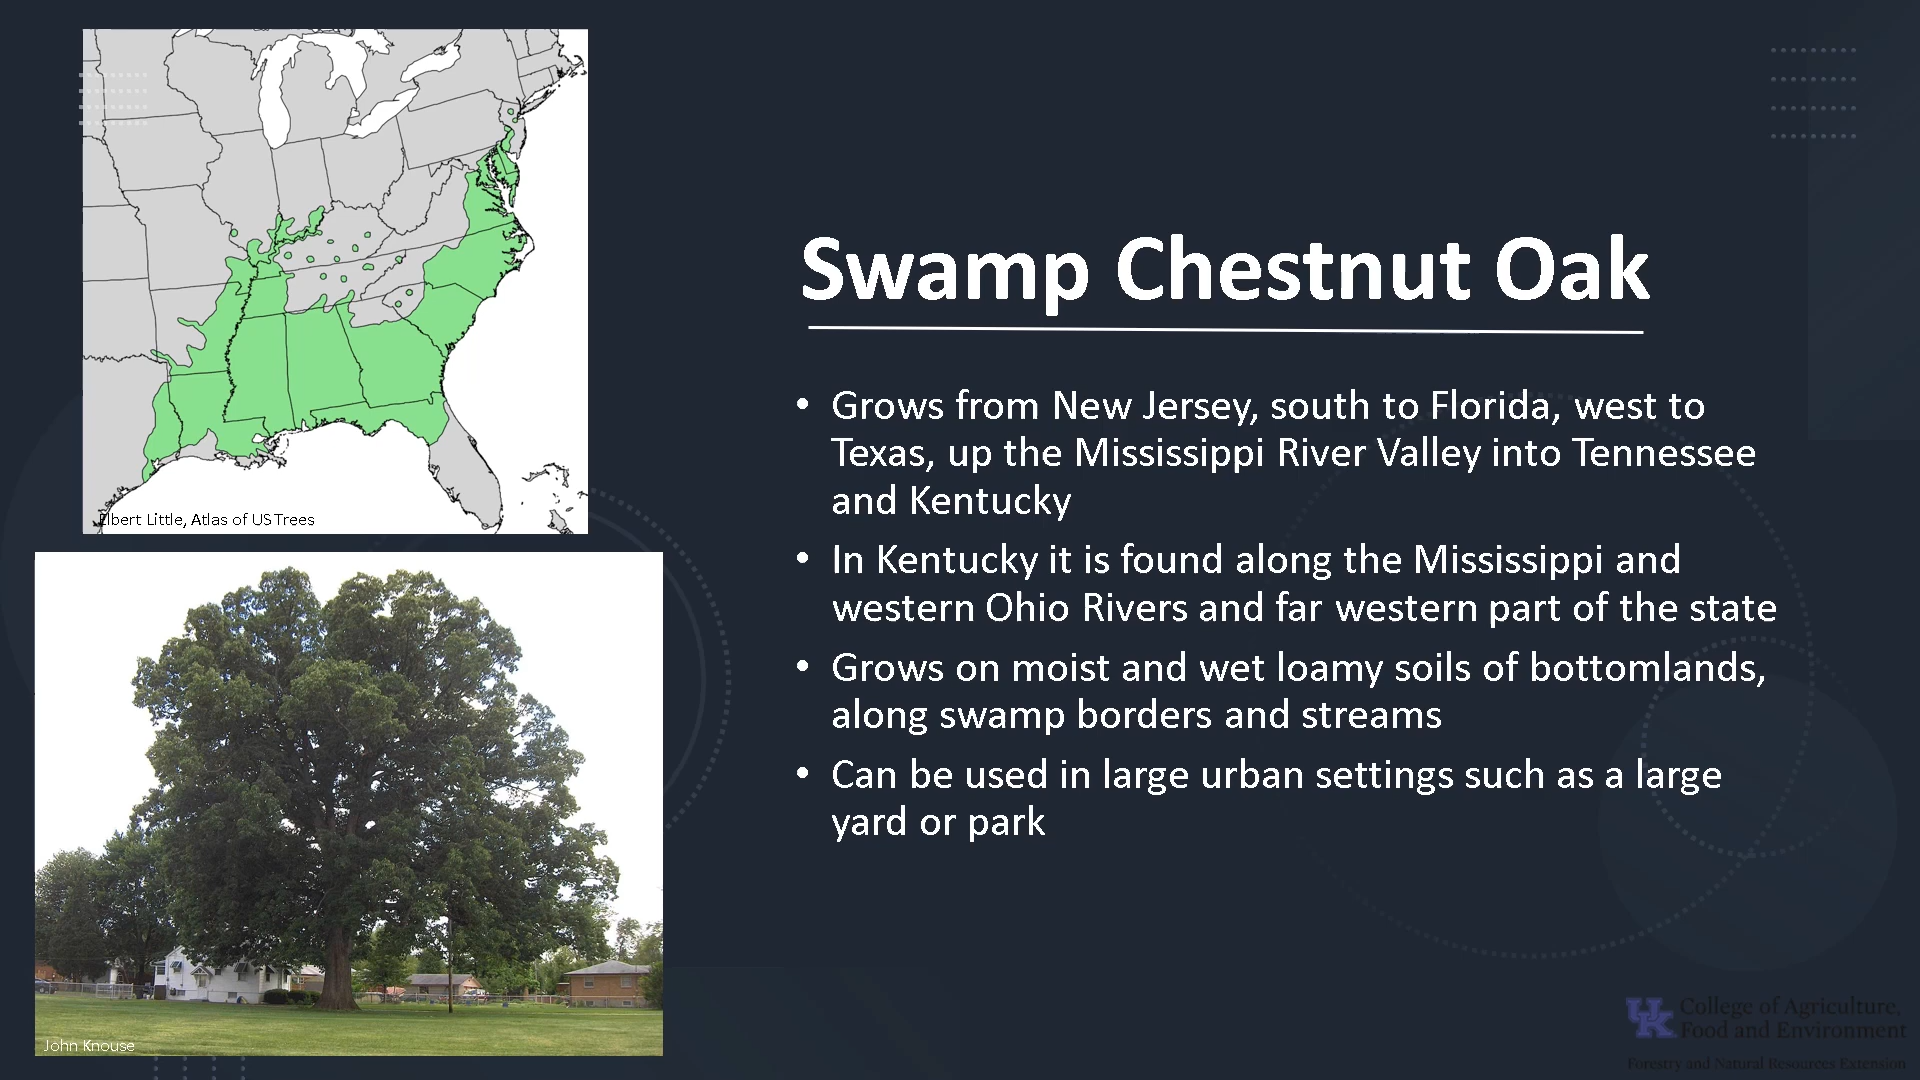 Elbert Little, Atlas of US Trees
John Knouse
Swamp Chestnut Oak
• Grows from New Jersey, south to Florida, west to
Texas, up the Mississippi River Valley into Tennessee
and Kentucky
• In Kentucky it is found along the Mississippi and
western Ohio Rivers and far western part of the state
• Grows on moist and wet loamy soils of bottomlands,
along swamp borders and streams
• Can be used in large urban settings such as a large
yard or park
UK
College of Agriculture,
Food and Environment
Forestry and Natural Resources Extension